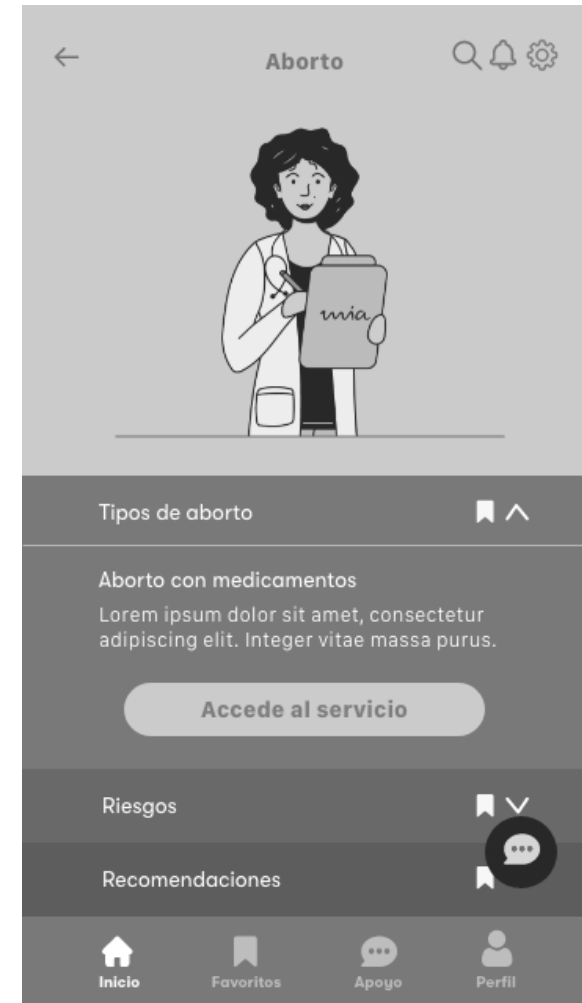 Aborto
mia
Tipos de aborto
Aborto con medicamentos
Lorem ipsum dolor sit amet, consectetur
adipiscing elit. Integer vitae massa purus.
Accede al servicio
Riesgos
Recomendaciones
Inicio Favoritos Apoyo Perfil